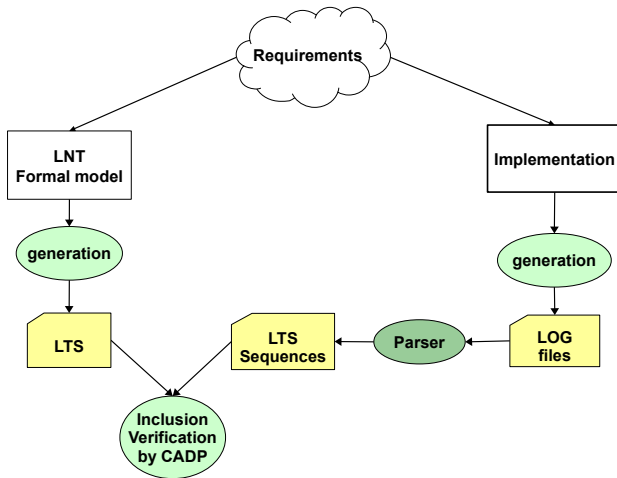 Requirements
LNT
Formal model
Implementation
generation
generation
LTS
LTS
Sequences
Parser
LOG
files
Inclusion
Verification
by CADP